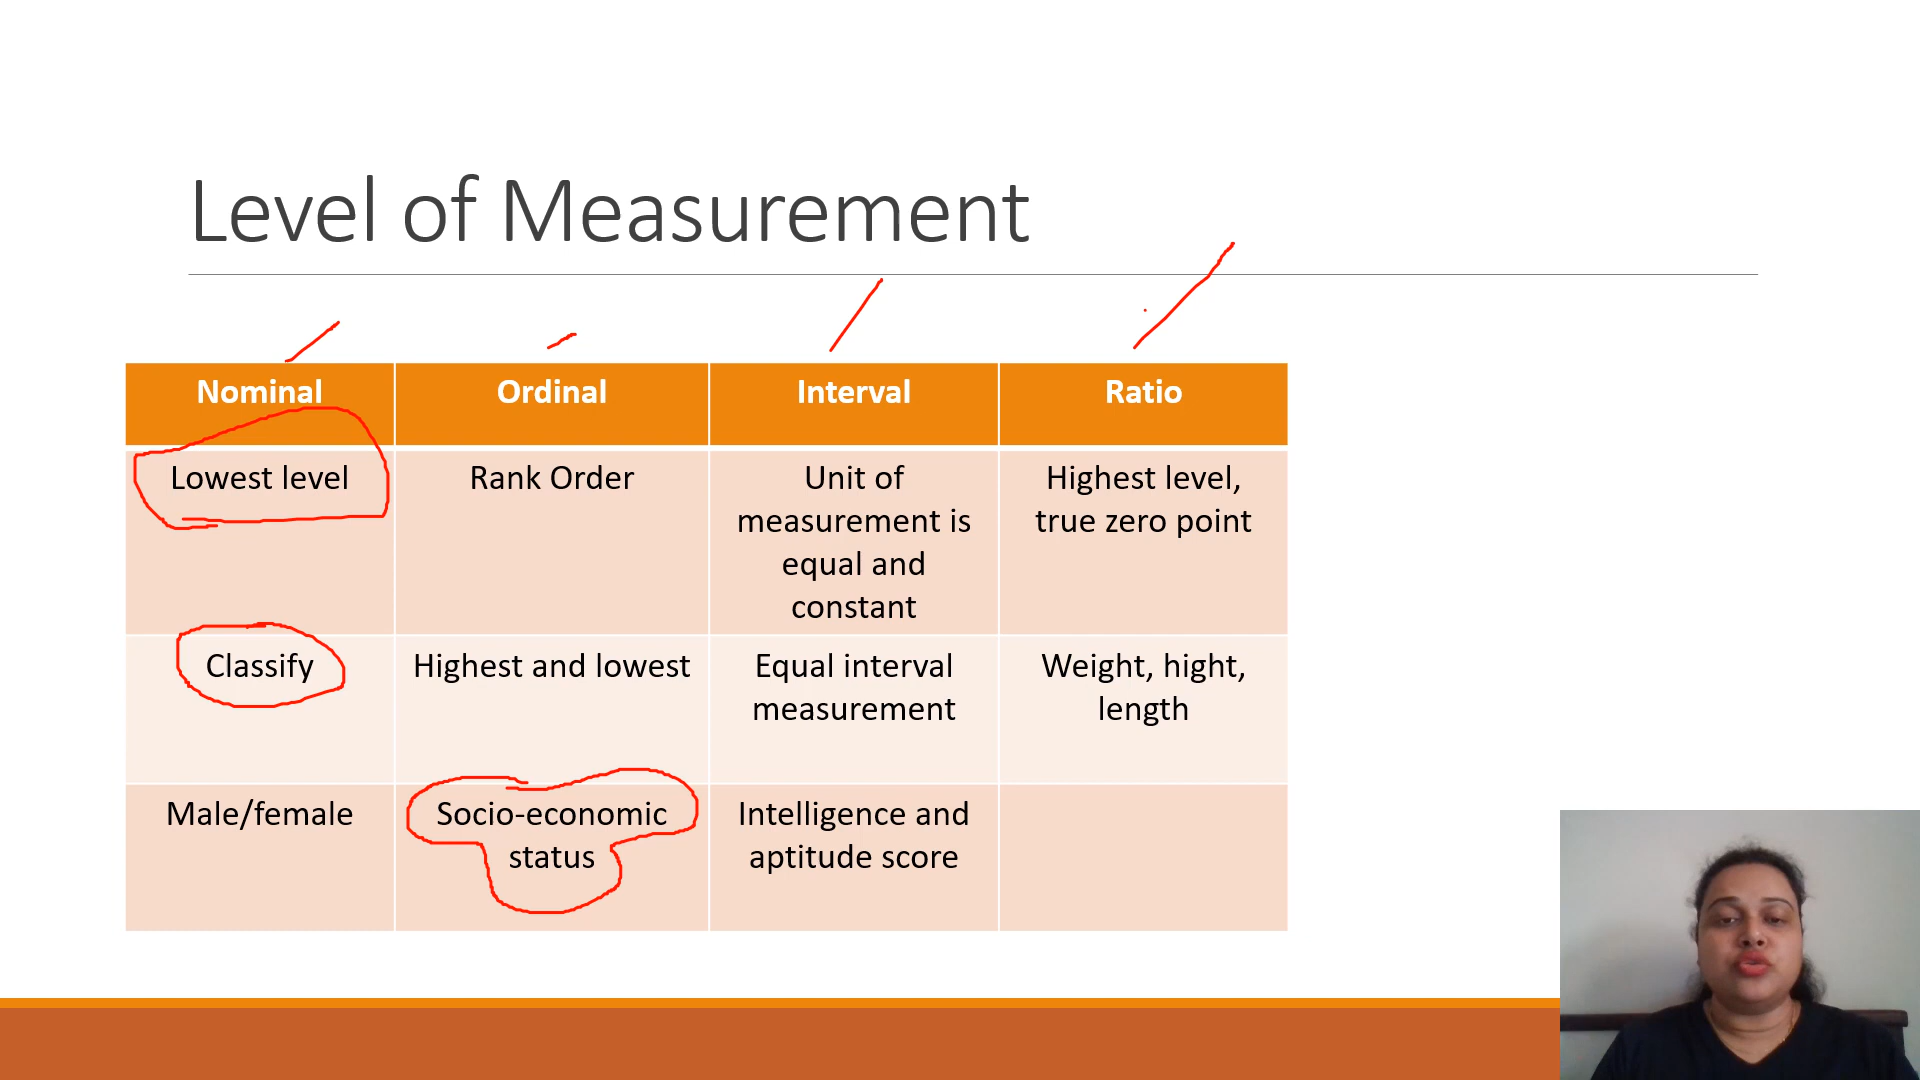 Level of Measurement
Nominal Ordinal Interval Ratio
Lowest level
Rank Order
Unit of
measurement is
equal and
constant
Highest level,
true zero point
Classify
Highest and lowest
Equal interval
measurement
Weight, hight,
length
Male/female
Socio-economic
status
Intelligence and
aptitude score